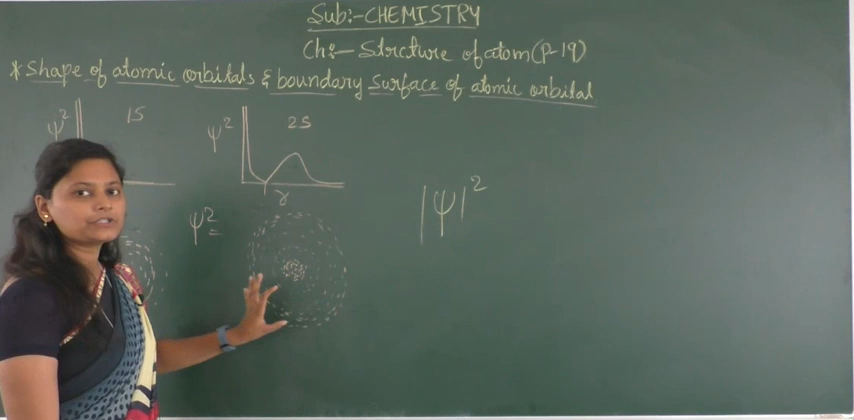 Sub:- CHEMISTRY
Ch:- Strcture of atom (P-19)
* Shape of atomic orbitals & boundary Surface of atomic orbital
ψ² 1S
ψ² 2S
r
ψ² =
|ψ|²